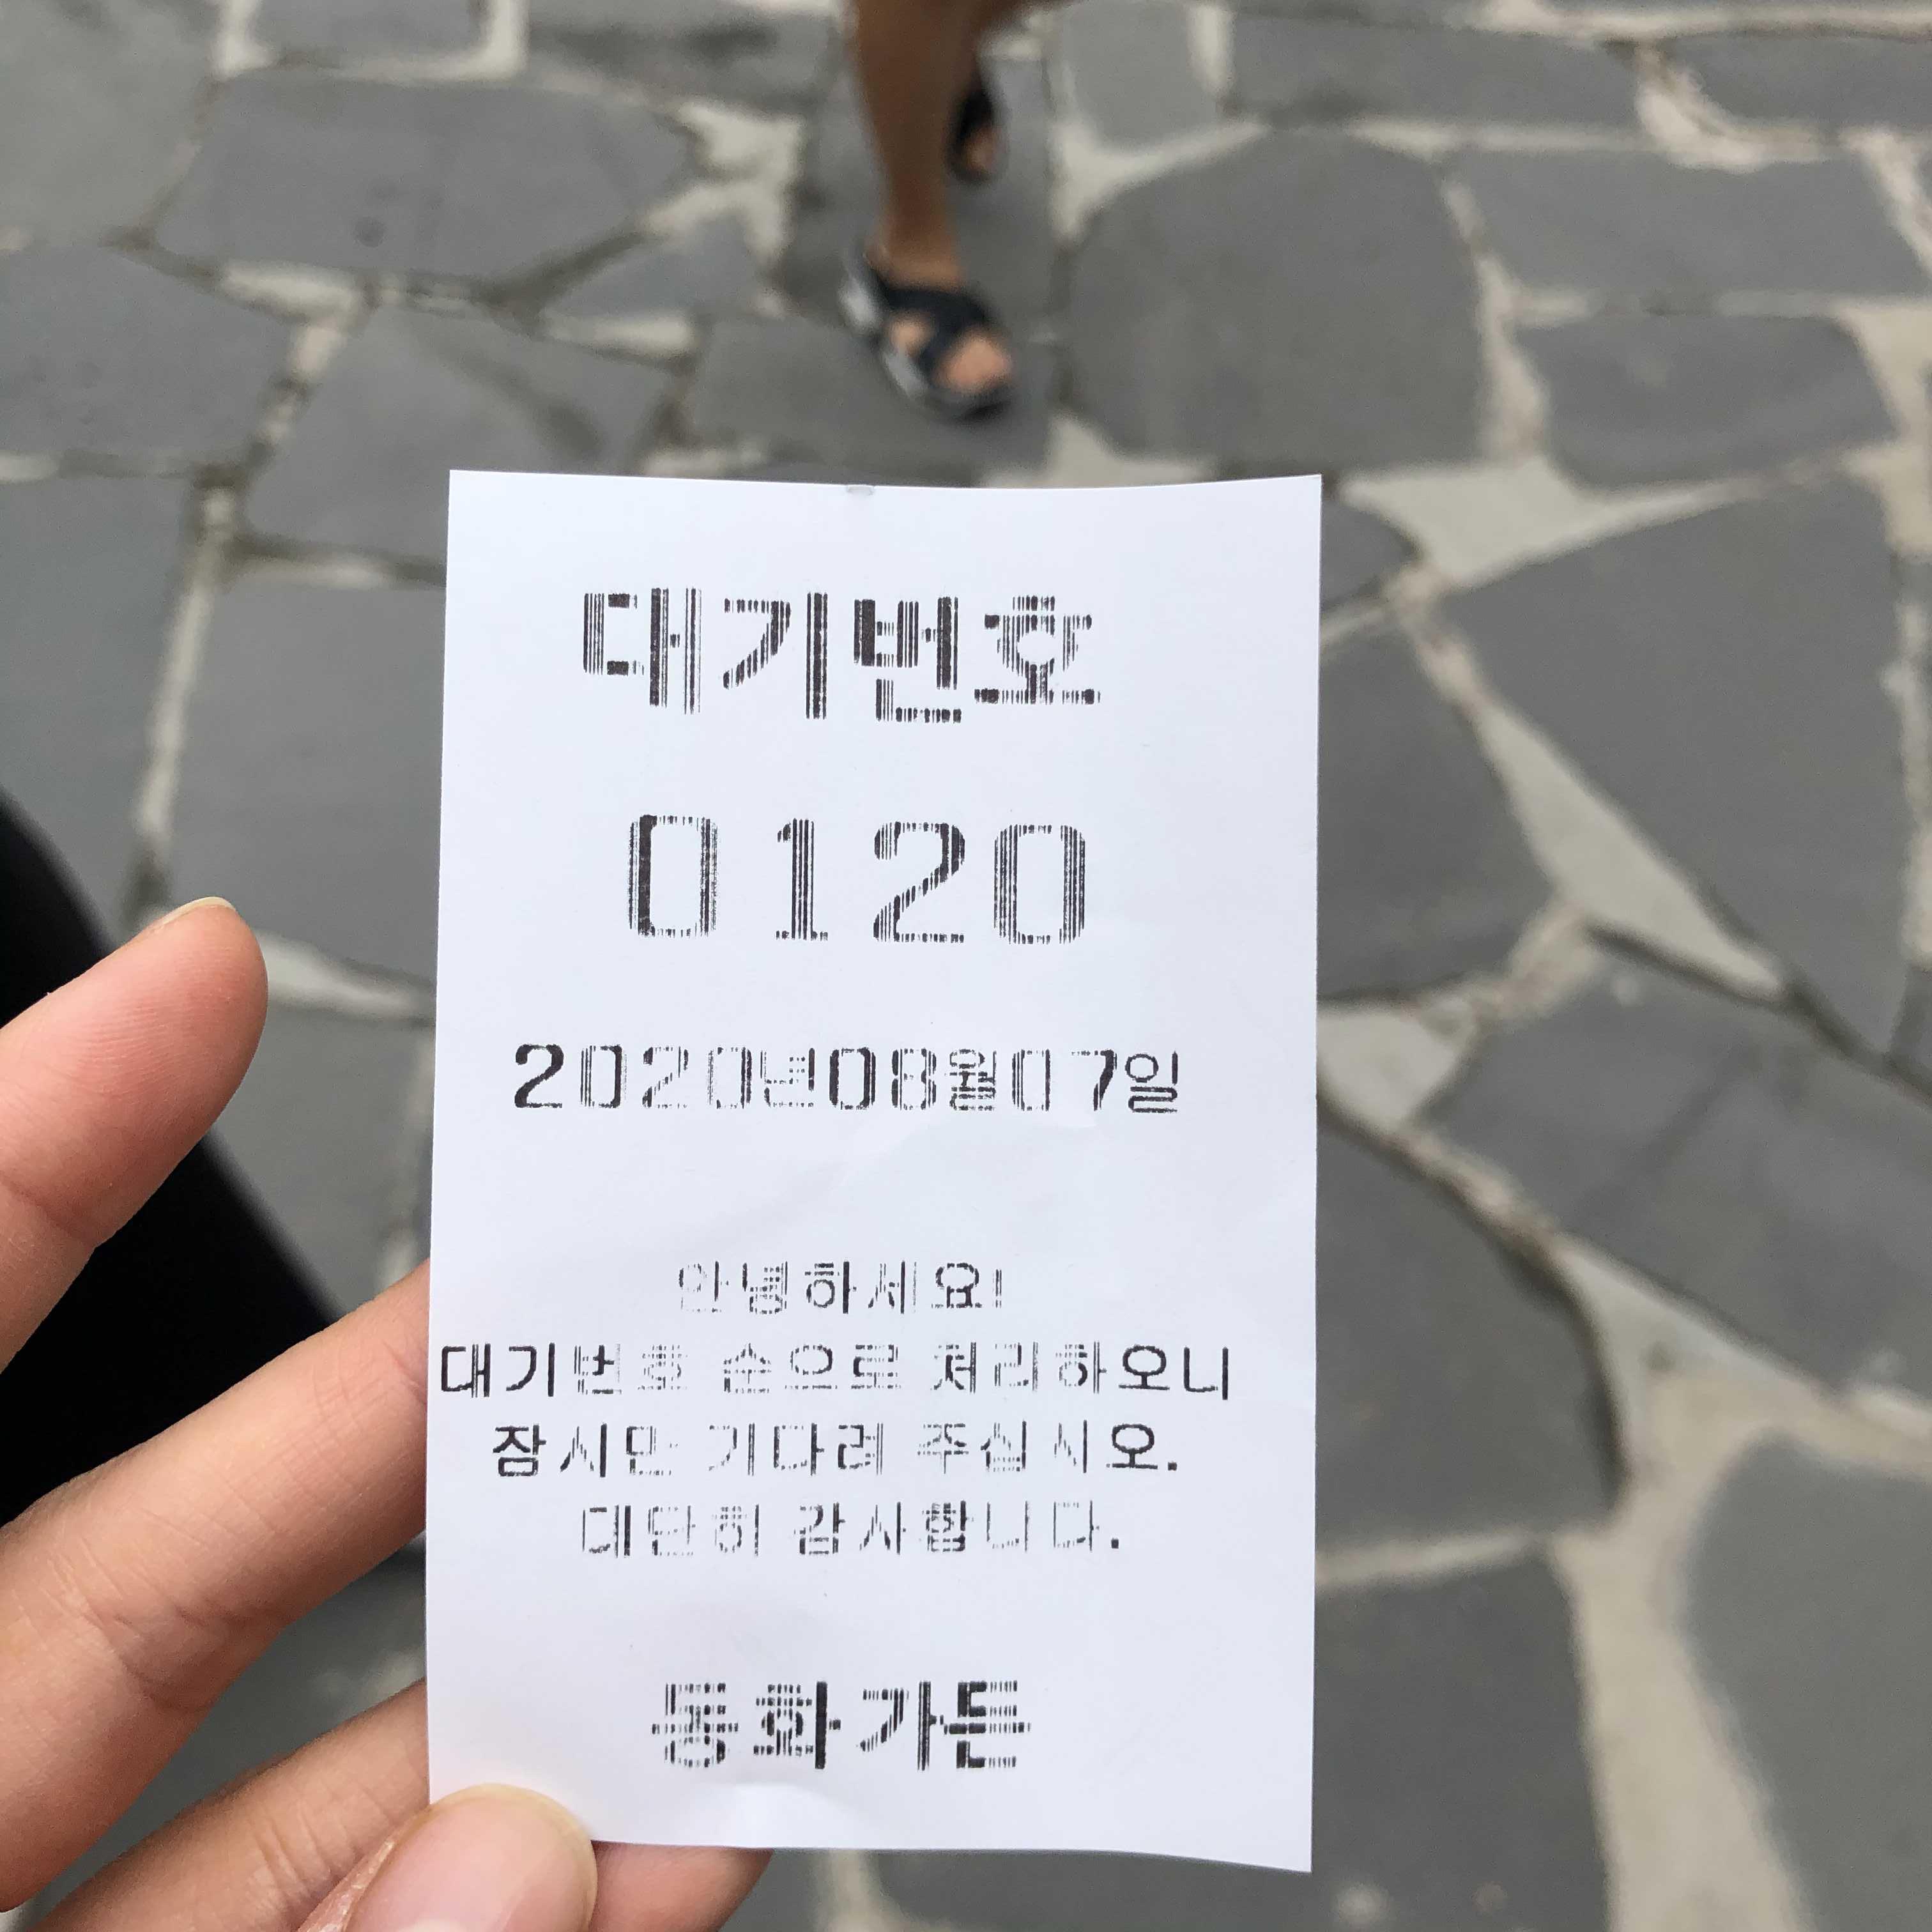 대기번호
0120
2020년08월07일
안녕하세요!
대기번호 순으로 처리하오니
잠시만 기다려 주십시오.
대단히 감사합니다.
동화가든